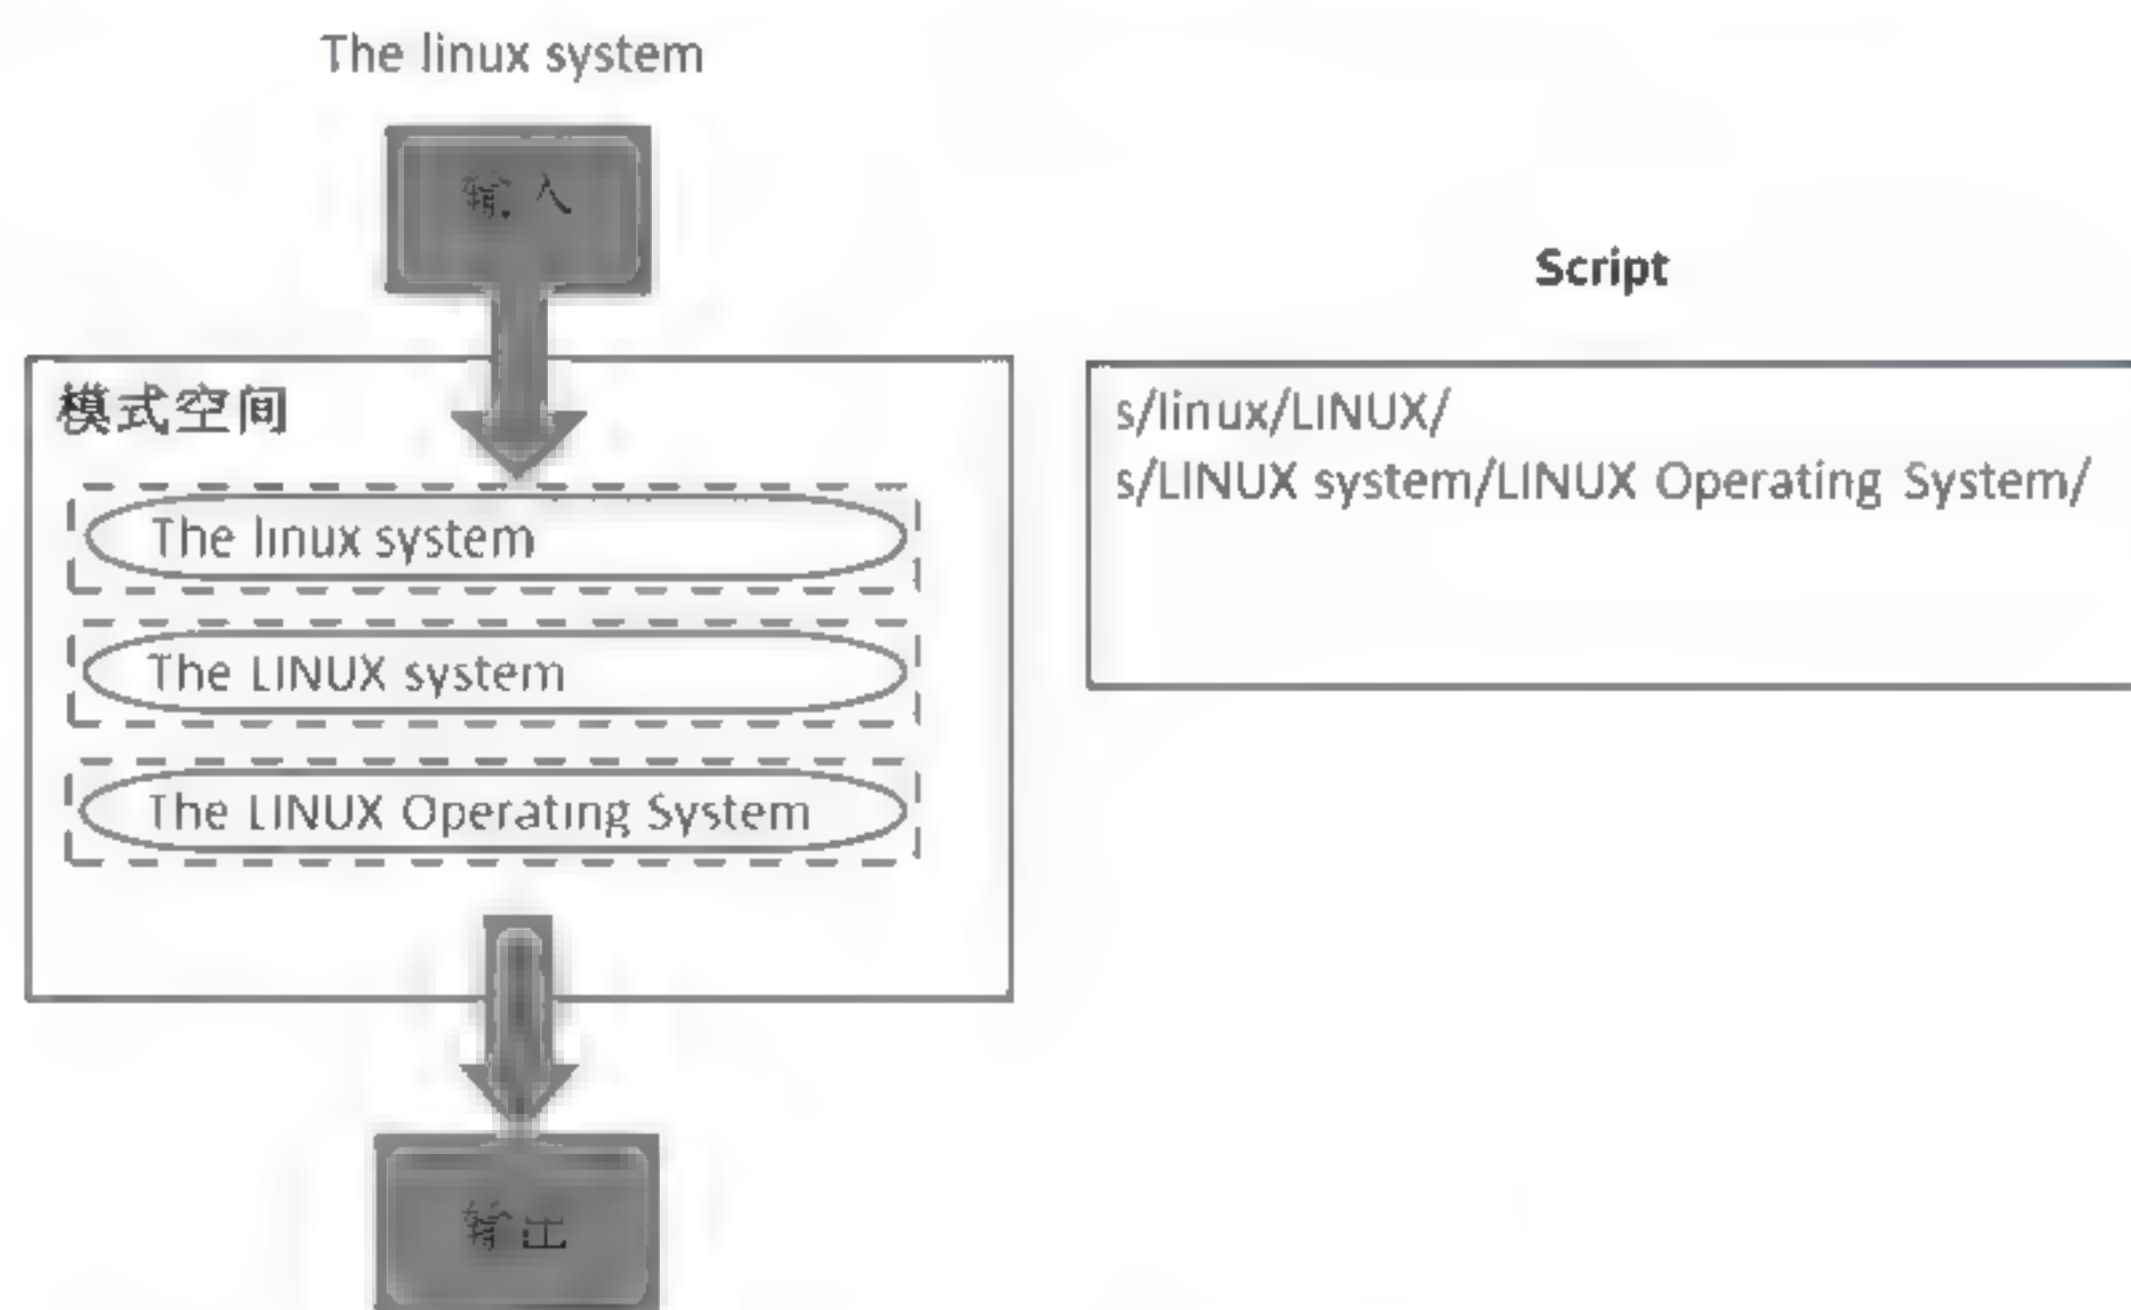 The linux system
输入
Script
模式空间
s/linux/LINUX/
s/LINUX system/LINUX Operating System/
The linux system
The LINUX system
The LINUX Operating System
输出